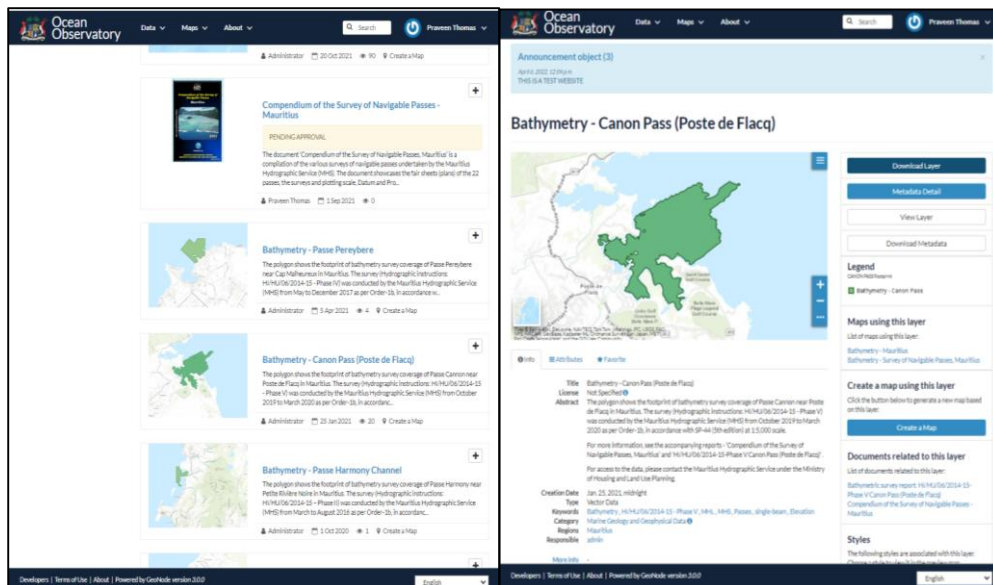 Ocean
Observatory
Data
Maps
About
Search
Praveen Thomas
Administrator 20 Oct 2021 90 Create a Map
Compendium of the Survey of Navigable Passes -
Mauritius
PENDING APPROVAL
The document 'Compendium of the Survey of Navigable Passes, Mauritius' is a
compilation of the various surveys of navigable passes undertaken by the Mauritius
Hydrographic Service (MHS). The document showcases the fair sheets (plans) of the 22
passes; the surveys and plotting scale, Datum and Pro...
Praveen Thomas 1 Sep 2021 0
Bathymetry - Passe Pereybere
The polygon shows the footprint of bathymetry survey coverage of Passe Pereybere
near Cap Malheureux in Mauritius. The survey (Hydrographic instructions:
HI/MU/06/2014-15 - Phase IV) was conducted by the Mauritius Hydrographic Service
(MHS) from May to December 2017 as per Order-1b, in accordance w...
Administrator 5 Apr 2021 4 Create a Map
Bathymetry - Canon Pass (Poste de Flacq)
The polygon shows the footprint of bathymetry survey coverage of Passe Cannon near
Poste de Flacq in Mauritius. The survey (Hydrographic instructions: HI/MU/06/2014-15
- Phase V) was conducted by the Mauritius Hydrographic Service (MHS) from October
2019 to March 2020 as per Order-1b, in accordanc...
Administrator 25 Jan 2021 20 Create a Map
Bathymetry - Passe Harmony Channel
The polygon shows the footprint of bathymetry survey coverage of Passe Harmony near
Petite Rivière Noire in Mauritius. The survey (Hydrographic instructions:
HI/MU/06/2014-15 - Phase II) was conducted by the Mauritius Hydrographic Service
(MHS) from March to August 2016 as per Order-1b, in accordanc...
Administrator 1 Oct 2020 1 Create a Map
Developers | Terms of Use | About | Powered by GeoNode version 3.0.0
English
Ocean
Observatory
Data
Maps
About
Search
Praveen Thomas
Announcement object (3)
April 6, 2022
THIS IS A TEST WEBSITE
Bathymetry - Canon Pass (Poste de Flacq)
Download Layer
Metadata Detail
View Layer
Download Metadata
Legend
Bathymetry - Canon Pass
Maps using this layer
List of maps using this layer:
Bathymetry - Mauritius
Bathymetry - Survey of Navigable Passes, Mauritius
Create a map using this layer
Click the button below to generate a new map based
on this layer.
Create a Map
Documents related to this layer
List of documents related to this layer:
Bathymetric survey report: HI/MU/06/2014-15-
Phase V Canon Pass (Poste de Flacq)
Compendium of the Survey of Navigable Passes -
Mauritius
Styles
The following styles are associated with this layer.
Info
Attributes
Favorite
Title Bathymetry - Canon Pass (Poste de Flacq)
License Not Specified
Abstract The polygon shows the footprint of bathymetry survey coverage of Passe Cannon near Poste
de Flacq in Mauritius. The survey (Hydrographic instructions: HI/MU/06/2014-15 - Phase V)
was conducted by the Mauritius Hydrographic Service (MHS) from October 2019 to March
2020 as per Order-1b, in accordance with SP-44 (5th edition) at 1:5,000 scale.
For more information, see the accompanying reports - 'Compendium of the Survey of
Navigable Passes, Mauritius' and 'HI/MU/06/2014-15-Phase V Canon Pass (Poste de Flacq)'.
For access to the data, please contact the Mauritius Hydrographic Service under the Ministry
of Housing and Land Use Planning.
Creation Date Jan. 25, 2021, midnight
Type Vector Data
Keywords Bathymetry, HI/MU/06/2014-15 - Phase V, MHL, MHS, Passes, single-beam, Elevation
Category Marine Geology and Geophysical Data
Regions Mauritius
Responsible admin
More info
Developers | Terms of Use | About | Powered by GeoNode version 3.0.0
English